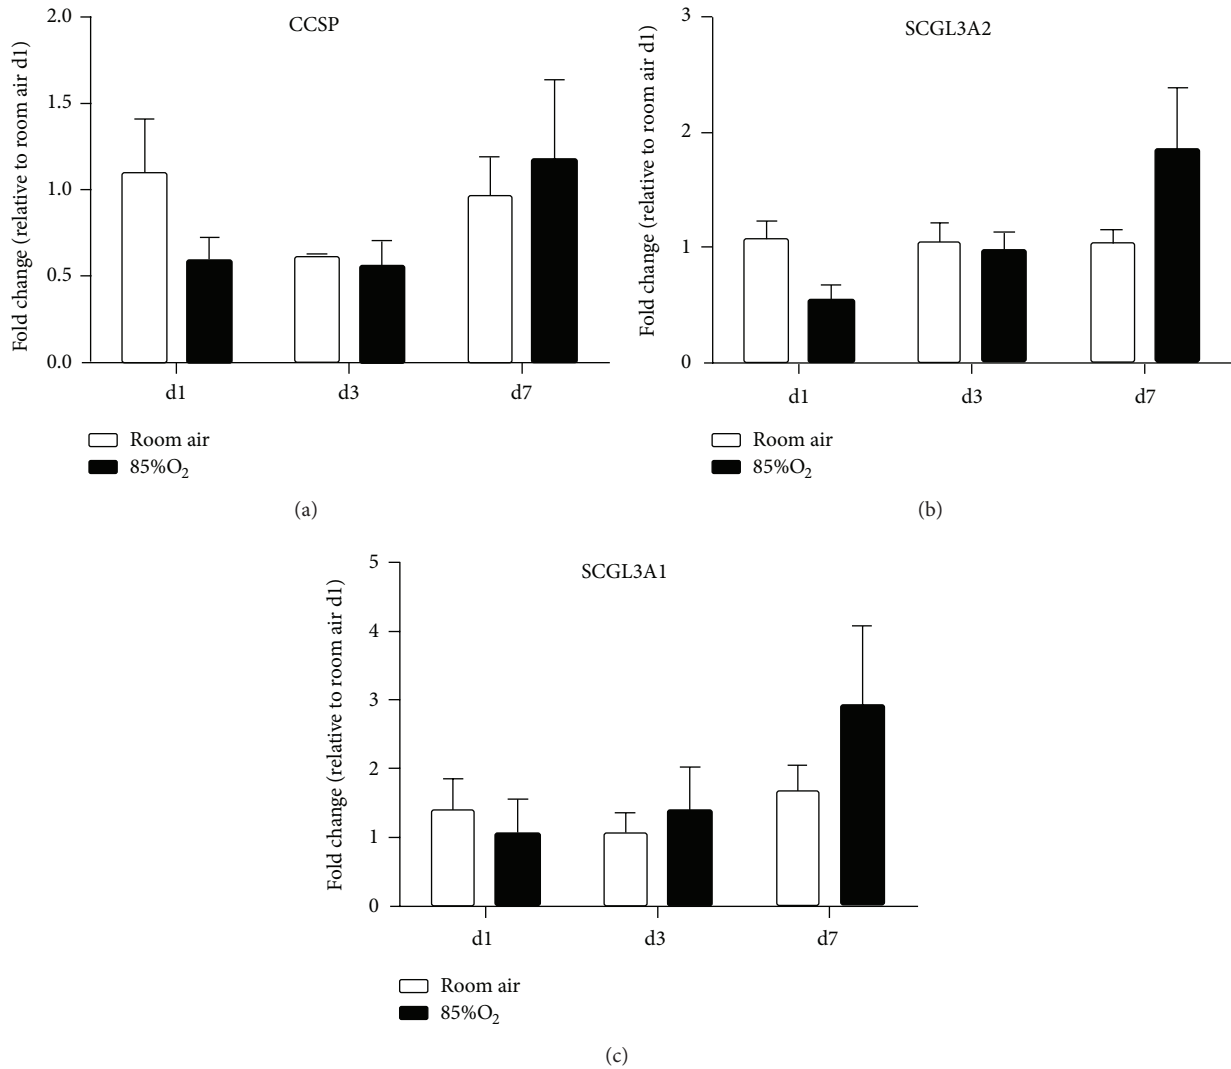 CCSP
Fold change (relative to room air d1)
2.0
1.5
1.0
0.5
0.0
d1 d3 d7
Room air
85%O₂
(a)
SCGL3A2
Fold change (relative to room air d1)
3
2
1
0
d1 d3 d7
Room air
85%O₂
(b)
SCGL3A1
Fold change (relative to room air d1)
5
4
3
2
1
0
d1 d3 d7
Room air
85%O₂
(c)